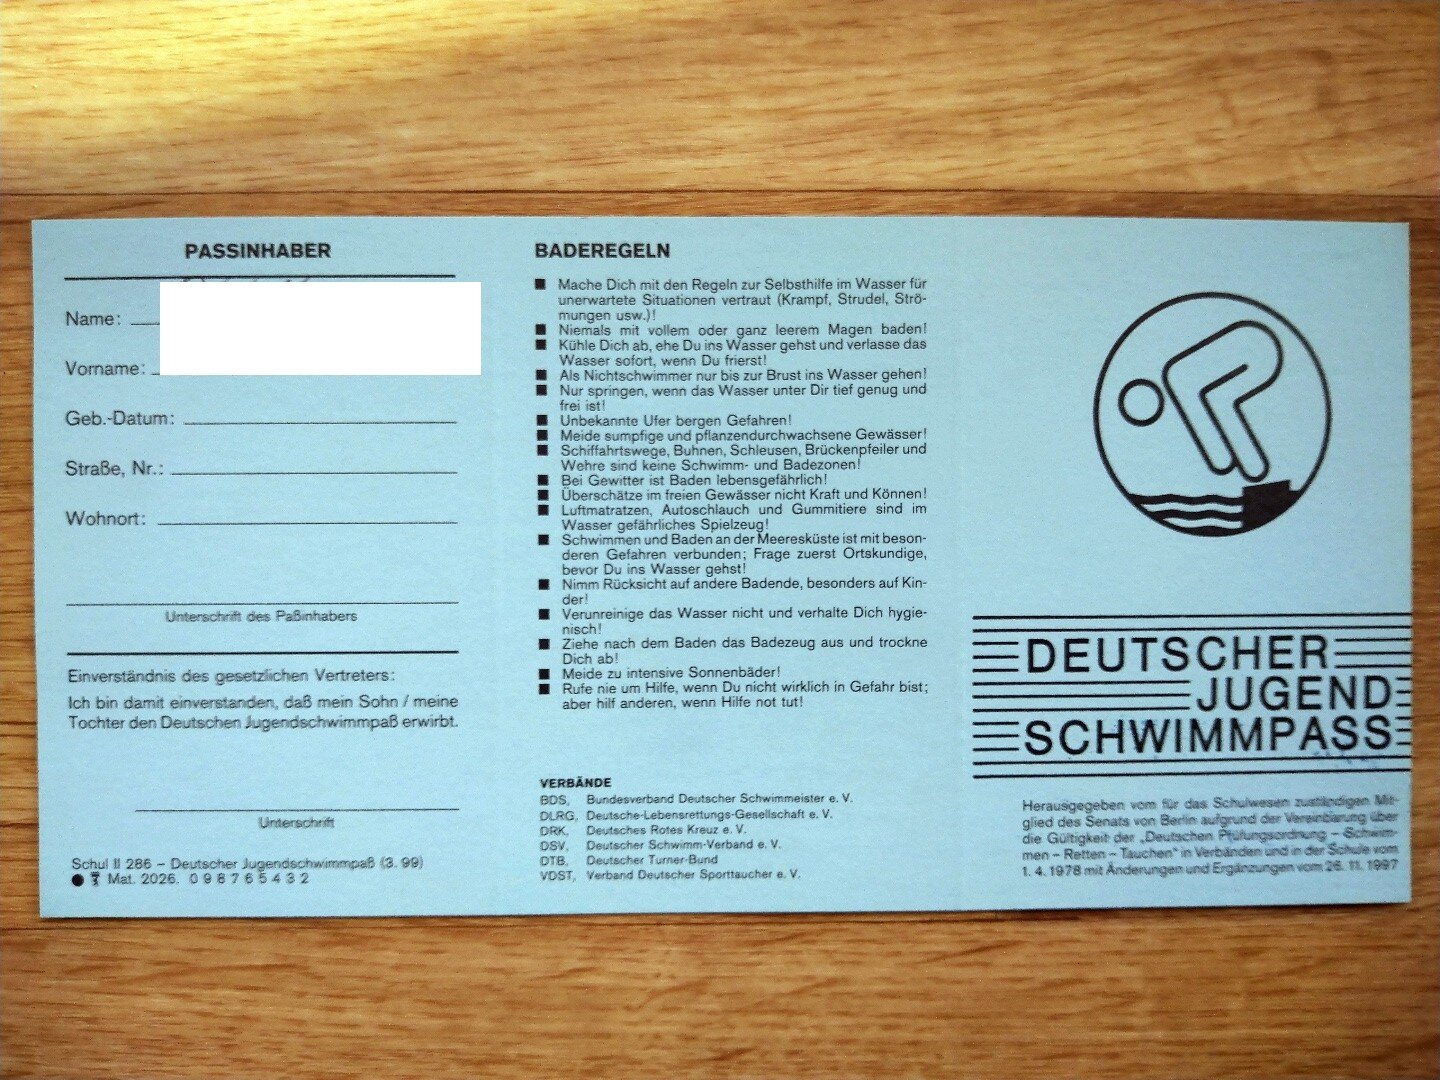 PASSINHABER
Name:
Vorname:
Geb.-Datum:
Straße, Nr.:
Wohnort:
Unterschrift des Paßinhabers
Einverständnis des gesetzlichen Vertreters:
Ich bin damit einverstanden, daß mein Sohn / meine
Tochter den Deutschen Jugendschwimmpaß erwirbt.
Unterschrift
Schul II 286 – Deutscher Jugendschwimmpaß (3. 99)
Mat. 2026. 0 9 8 7 6 5 4 3 2
BADEREGELN
Mache Dich mit den Regeln zur Selbsthilfe im Wasser für
unerwartete Situationen vertraut (Krampf, Strudel, Strö-
mungen usw.)!
Niemals mit vollem oder ganz leerem Magen baden!
Kühle Dich ab, ehe Du ins Wasser gehst und verlasse das
Wasser sofort, wenn Du frierst!
Als Nichtschwimmer nur bis zur Brust ins Wasser gehen!
Nur springen, wenn das Wasser unter Dir tief genug und
frei ist!
Unbekannte Ufer bergen Gefahren!
Meide sumpfige und pflanzendurchwachsene Gewässer!
Schiffahrtswege, Buhnen, Schleusen, Brückenpfeiler und
Wehre sind keine Schwimm- und Badezonen!
Bei Gewitter ist Baden lebensgefährlich!
Überschätze im freien Gewässer nicht Kraft und Können!
Luftmatratzen, Autoschlauch und Gummitiere sind im
Wasser gefährliches Spielzeug!
Schwimmen und Baden an der Meeresküste ist mit beson-
deren Gefahren verbunden; Frage zuerst Ortskundige,
bevor Du ins Wasser gehst!
Nimm Rücksicht auf andere Badende, besonders auf Kin-
der!
Verunreinige das Wasser nicht und verhalte Dich hygie-
nisch!
Ziehe nach dem Baden das Badezeug aus und trockne
Dich ab!
Meide zu intensive Sonnenbäder!
Rufe nie um Hilfe, wenn Du nicht wirklich in Gefahr bist;
aber hilf anderen, wenn Hilfe not tut!
VERBÄNDE
BDS, Bundesverband Deutscher Schwimmeister e. V.
DLRG, Deutsche-Lebensrettungs-Gesellschaft e. V.
DRK, Deutsches Rotes Kreuz e. V.
DSV, Deutscher Schwimm-Verband e. V.
DTB, Deutscher Turner-Bund
VDST, Verband Deutscher Sporttaucher e. V.
DEUTSCHER
JUGEND
SCHWIMMPASS
Herausgegeben vom für das Schulwesen zuständigen Mit-
glied des Senats von Berlin aufgrund der Vereinbarung über
die Gültigkeit der „Deutschen Pfülungsordnung – Schwim-
men – Retten – Tauchen" in Verbänden und in der Schule vom
1. 4. 1978 mit Änderungen und Ergänzungen vom 26. 11. 1997